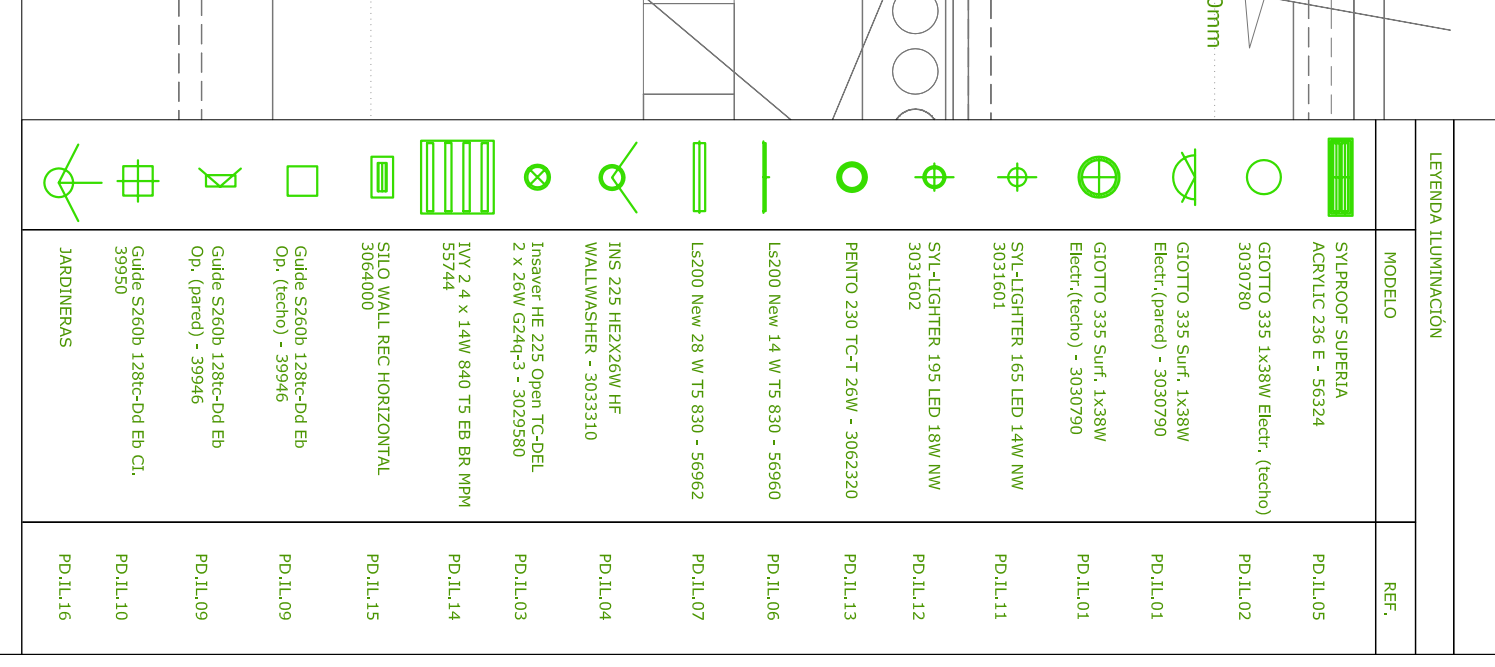 0mm
LEYENDA ILUMINACIÓN
MODELO
REF.
SYLPROOF SUPERIA
ACRYLIC 236 E - 56324
PD.IL.05
GIOTTO 335 1x38W Electr. (techo)
3030780
PD.IL.02
GIOTTO 335 Surf. 1x38W
Electr.(pared) - 3030790
PD.IL.01
GIOTTO 335 Surf. 1x38W
Electr.(techo) - 3030790
PD.IL.01
SYL-LIGHTER 165 LED 14W NW
3031601
PD.IL.11
SYL-LIGHTER 195 LED 18W NW
3031602
PD.IL.12
PENTO 230 TC-T 26W - 3062320
PD.IL.13
Ls200 New 14 W T5 830 - 56960
PD.IL.06
Ls200 New 28 W T5 830 - 56962
PD.IL.07
INS 225 HE2X26W HF
WALLWASHER - 3033310
PD.IL.04
Insaver HE 225 Open TC-DEL
2 x 26W G24q-3 - 3029580
PD.IL.03
IVY 2 4 x 14W 840 T5 EB BR MPM
55744
PD.IL.14
SILO WALL REC HORIZONTAL
3064000
PD.IL.15
Guide S260b 128tc-Dd Eb
Op. (techo) - 39946
PD.IL.09
Guide S260b 128tc-Dd Eb
Op. (pared) - 39946
PD.IL.09
Guide S260b 128tc-Dd Eb Cl.
39950
PD.IL.10
JARDINERAS
PD.IL.16